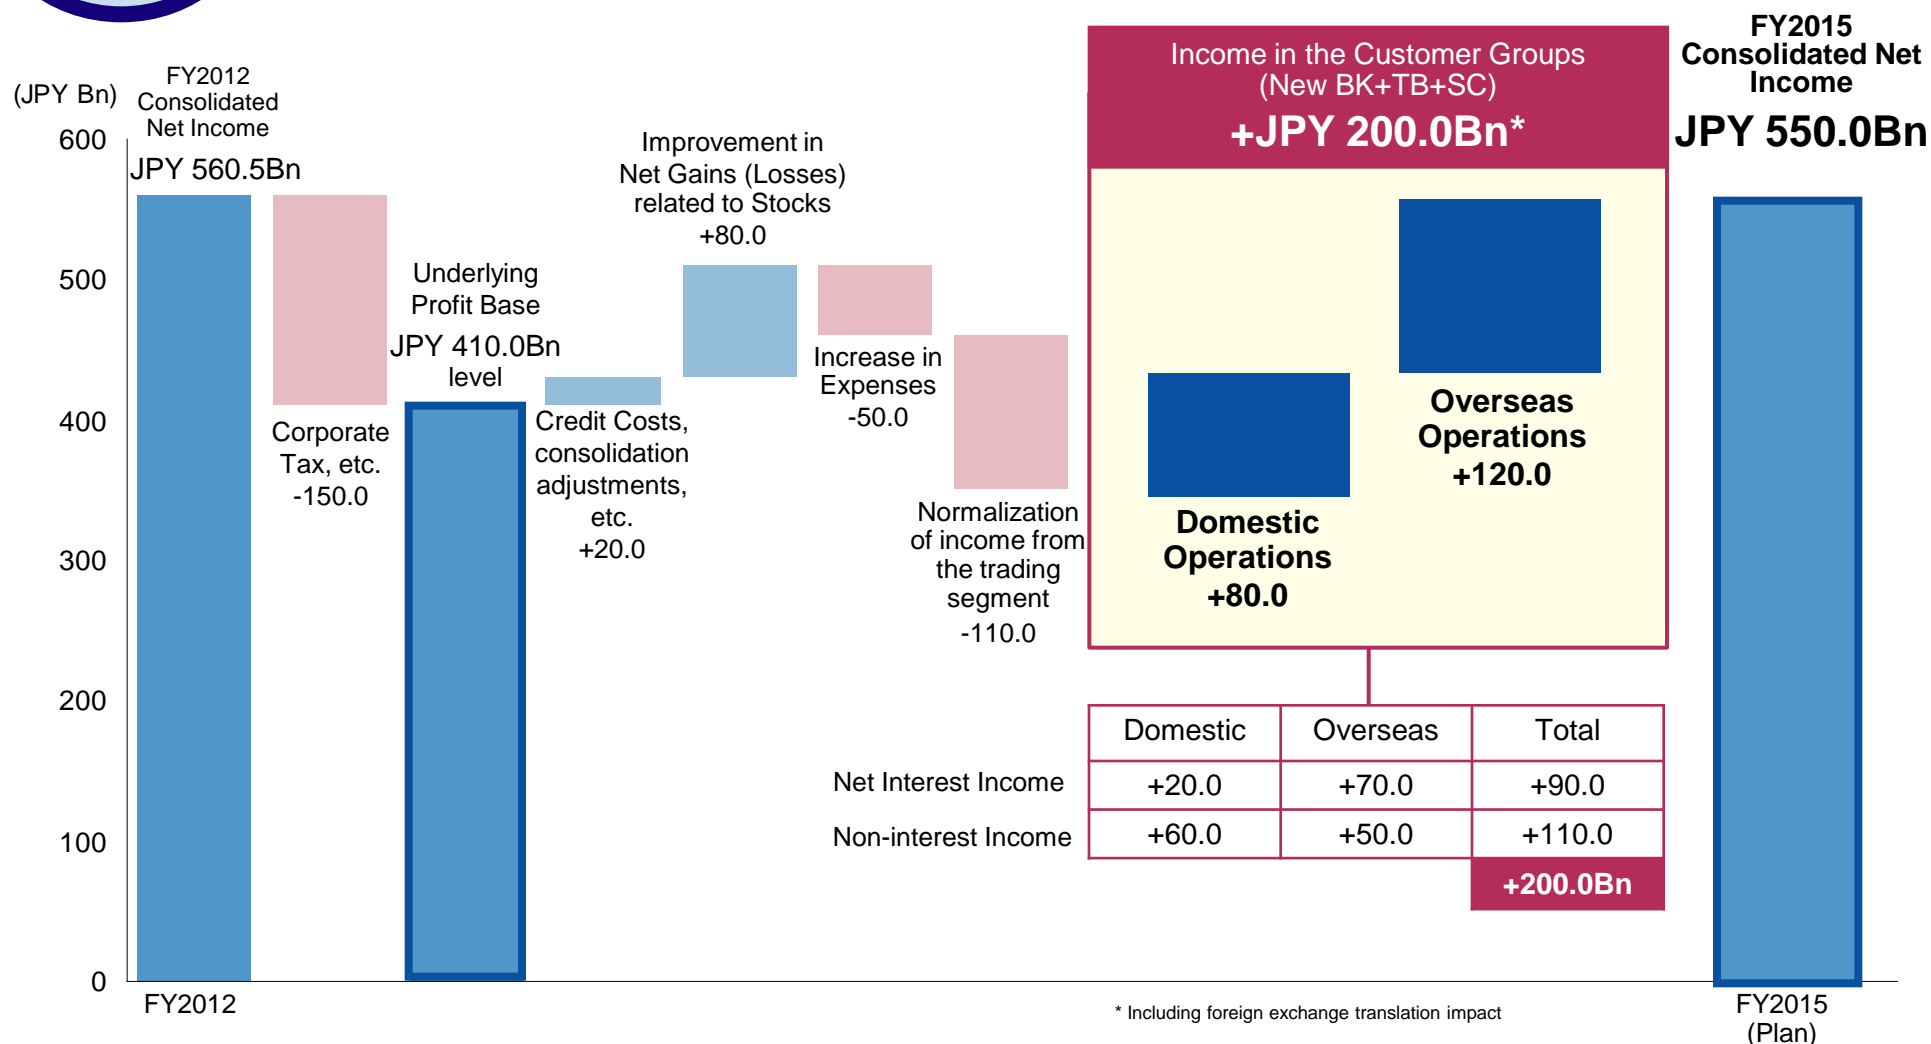 (JPY Bn)
600
500
400
300
200
100
0
FY2012
Consolidated
Net Income
JPY 560.5Bn
FY2012
Corporate
Tax, etc.
-150.0
Underlying
Profit Base
JPY 410.0Bn
level
Credit Costs,
consolidation
adjustments,
etc.
+20.0
Improvement in
Net Gains (Losses)
related to Stocks
+80.0
Increase in
Expenses
-50.0
Normalization
of income from
the trading
segment
-110.0
Income in the Customer Groups
(New BK+TB+SC)
+JPY 200.0Bn*
Domestic
Operations
+80.0
Overseas
Operations
+120.0
FY2015
Consolidated Net
Income
JPY 550.0Bn
Domestic Overseas Total
Net Interest Income +20.0 +70.0 +90.0
Non-interest Income +60.0 +50.0 +110.0
+200.0Bn
* Including foreign exchange translation impact
FY2015
(Plan)